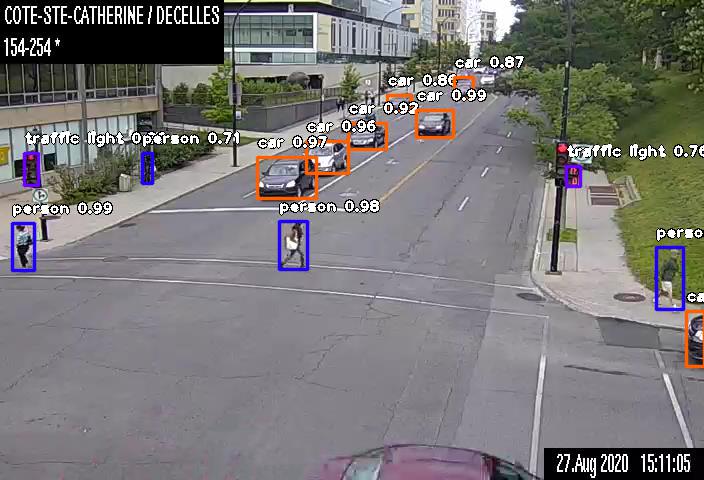 COTE-STE-CATHERINE / DECELLES
154-254 *
car 0.87
car 0.86
car 0.99
car 0.92
car 0.96
car 0.97
traffic light 0
person 0.71
traffic light 0.76
person 0.99
person 0.98
perso
ca
27.Aug 2020 15:11:05